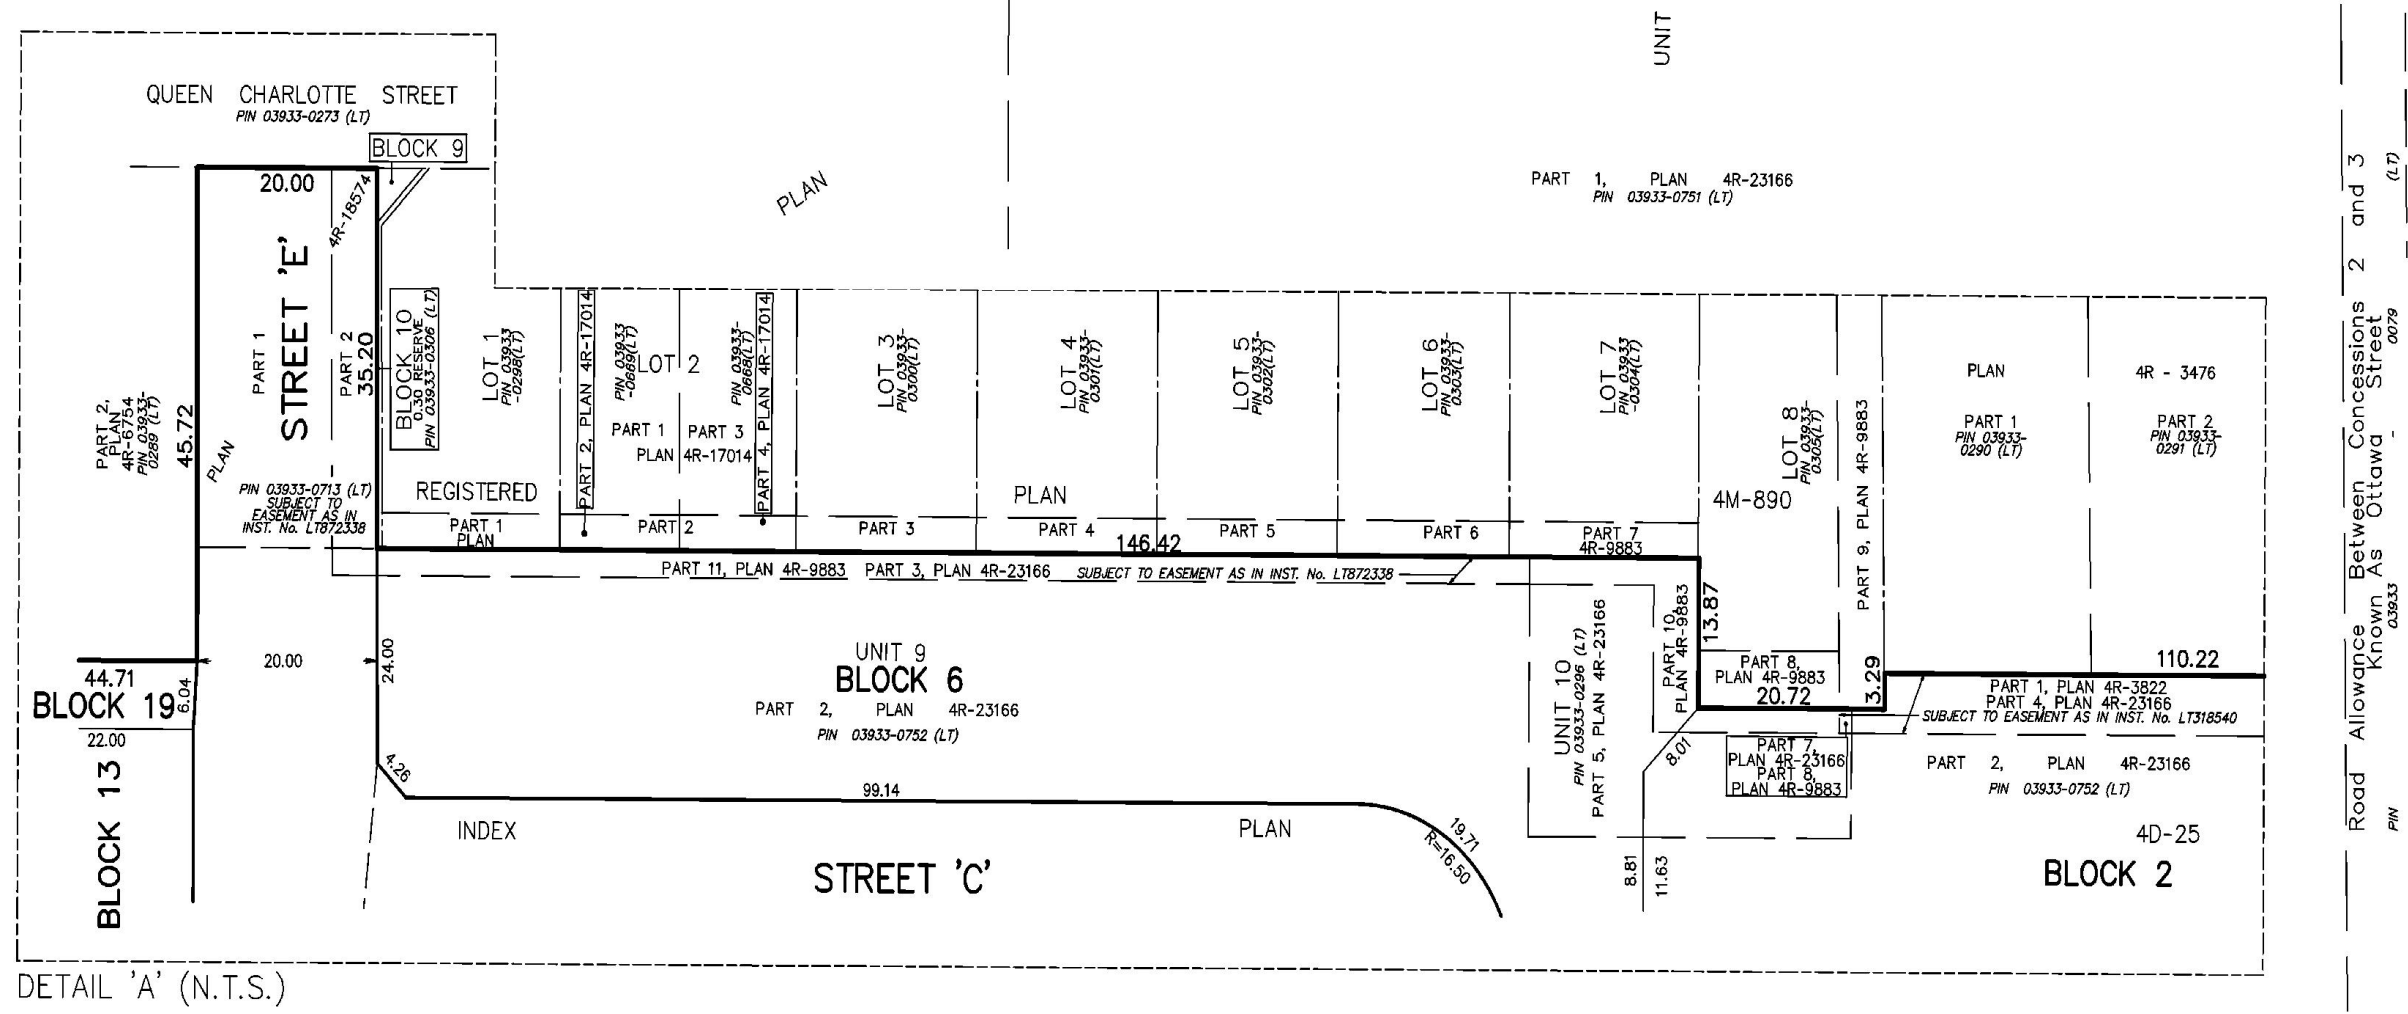 UNIT
QUEEN CHARLOTTE STREET
PIN 03933-0273 (LT)
BLOCK 9
20.00
4R-18574
PLAN
PART 1, PLAN 4R-23166
PIN 03933-0751 (LT)
STREET 'E'
PART 1
PART 2
35.20
BLOCK 10
0.30 RESERVE
PIN 03933-0306 (LT)
PART 2,
PLAN
4R-6754
PIN 03933-
0289 (LT)
45.72
PLAN
PIN 03933-0713 (LT)
SUBJECT TO
EASEMENT AS IN
INST. No. LT872338
LOT 1
PIN 03933
-0298(LT)
REGISTERED
PART 1
PLAN
PART 2, PLAN 4R-17014
PIN 03933
-0669(LT)
LOT 2
PIN 03933-
0668(LT)
PART 4, PLAN 4R-17014
PART 1
PART 3
PLAN 4R-17014
PART 2
LOT 3
PIN 03933-
0300(LT)
PART 3
LOT 4
PIN 03933-
0301(LT)
PLAN
PART 4
LOT 5
PIN 03933-
0302(LT)
PART 5
LOT 6
PIN 03933-
0303(LT)
PART 6
LOT 7
PIN 03933
-0304(LT)
PART 7
4R-9883
LOT 8
PIN 03933-
0305(LT)
4M-890
PART 9, PLAN 4R-9883
PLAN
4R - 3476
PART 1
PIN 03933-
0290 (LT)
PART 2
PIN 03933-
0291 (LT)
146.42
PART 11, PLAN 4R-9883 PART 3, PLAN 4R-23166 SUBJECT TO EASEMENT AS IN INST. No. LT872338
PART 10,
PLAN 4R-9883
13.87
PART 8,
PLAN 4R-9883
20.72
3.29
110.22
PART 1, PLAN 4R-3822
PART 4, PLAN 4R-23166
SUBJECT TO EASEMENT AS IN INST. No. LT318540
44.71
BLOCK 19
6.04
22.00
20.00
24.00
UNIT 9
BLOCK 6
PART 2, PLAN 4R-23166
PIN 03933-0752 (LT)
UNIT 10
PIN 03933-0296 (LT)
PART 5, PLAN 4R-23166
8.01
PART 7,
PLAN 4R-23166
PART 8,
PLAN 4R-9883
PART 2, PLAN 4R-23166
PIN 03933-0752 (LT)
4.26
99.14
19.71
R=16.50
8.81
11.63
BLOCK 13
INDEX PLAN
4D-25
STREET 'C'
BLOCK 2
Road Allowance Between Concessions 2 and 3
Known As Ottawa Street
PIN 03933 - 0079 (LT)
DETAIL 'A' (N.T.S.)